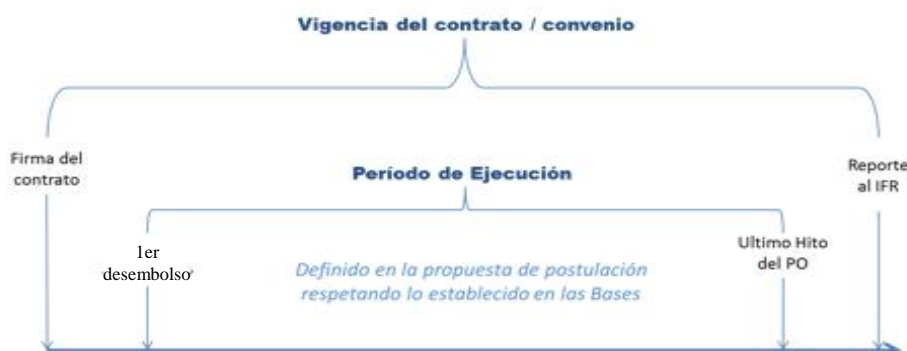 Vigencia del contrato / convenio
Firma del
contrato
Reporte
al IFR
Período de Ejecución
1er
desembolso
Ultimo Hito
del PO
Definido en la propuesta de postulación
respetando lo establecido en las Bases